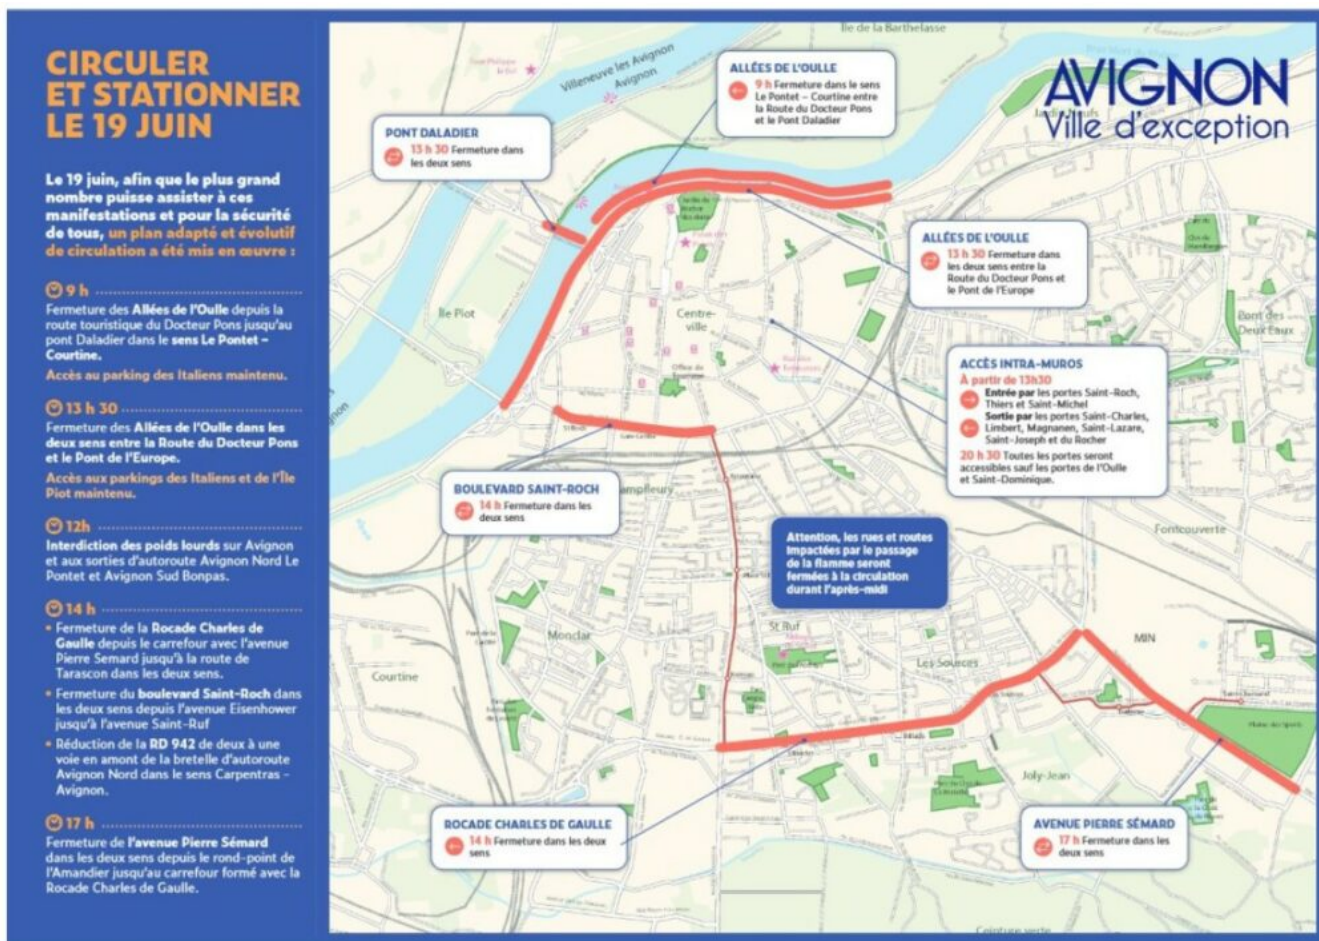 CIRCULER
ET STATIONNER
LE 19 JUIN
Le 19 juin, afin que le plus grand
nombre puisse assister à ces
manifestations et pour la sécurité
de tous, un plan adapté et évolutif
de circulation a été mis en œuvre :
9 h
Fermeture des Allées de l'Oulle depuis la
route touristique du Docteur Pons jusqu'au
pont Daladier dans le sens Le Pontet –
Courtine.
Accès au parking des Italiens maintenu.
13 h 30
Fermeture des Allées de l'Oulle dans les
deux sens entre la Route du Docteur Pons
et le Pont de l'Europe.
Accès aux parkings des Italiens et de l'Île
Piot maintenu.
12h
Interdiction des poids lourds sur Avignon
et aux sorties d'autoroute Avignon Nord Le
Pontet et Avignon Sud Bonpas.
14 h
• Fermeture de la Rocade Charles de
Gaulle depuis le carrefour avec l'avenue
Pierre Semard jusqu'à la route de
Tarascon dans les deux sens.
• Fermeture du boulevard Saint-Roch dans
les deux sens depuis l'avenue Eisenhower
jusqu'à l'avenue Saint-Ruf
• Réduction de la RD 942 de deux à une
voie en amont de la bretelle d'autoroute
Avignon Nord dans le sens Carpentras –
Avignon.
17 h
Fermeture de l'avenue Pierre Sémard
dans les deux sens depuis le rond-point de
l'Amandier jusqu'au carrefour formé avec la
Rocade Charles de Gaulle.
AVIGNON
Ville d'exception
Île de la Barthelasse
Villeneuve les Avignon
Avignon
PONT DALADIER
13 h 30 Fermeture dans
les deux sens
ALLÉES DE L'OULLE
9 h Fermeture dans le sens
Le Pontet – Courtine entre
la Route du Docteur Pons
et le Pont Daladier
ALLÉES DE L'OULLE
13 h 30 Fermeture dans
les deux sens entre la
Route du Docteur Pons et
le Pont de l'Europe
Île Piot
Centre-
ville
Office de
Tourisme
Pont des
Deux Eaux
ACCÈS INTRA-MUROS
À partir de 13h30
Entrée par les portes Saint-Roch,
Thiers et Saint-Michel
Sortie par les portes Saint-Charles,
Limbert, Magnanen, Saint-Lazare,
Saint-Joseph et du Rocher
20 h 30 Toutes les portes seront
accessibles sauf les portes de l'Oulle
et Saint-Dominique.
St Roch
BOULEVARD SAINT-ROCH
14 h Fermeture dans les
deux sens
ampfleury
Fontcouverte
Attention, les rues et routes
impactées par le passage
de la flamme seront
fermées à la circulation
durant l'après-midi
Monclar
St Ruf
MIN
Les Sources
Courtine
Joly-Jean
Plaine des Sports
ROCADE CHARLES DE GAULLE
14 h Fermeture dans les deux
sens
AVENUE PIERRE SÉMARD
17 h Fermeture dans les
deux sens
Ceinture verte